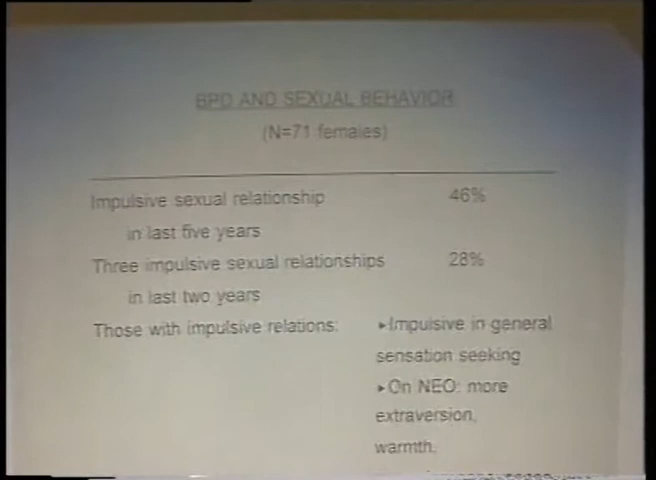 BPD AND SEXUAL BEHAVIOR
(N=71 females)
Impulsive sexual relationship 46%
in last five years
Three impulsive sexual relationships 28%
in last two years
Those with impulsive relations: ▸Impulsive in general
sensation seeking
▸On NEO: more
extraversion,
warmth,